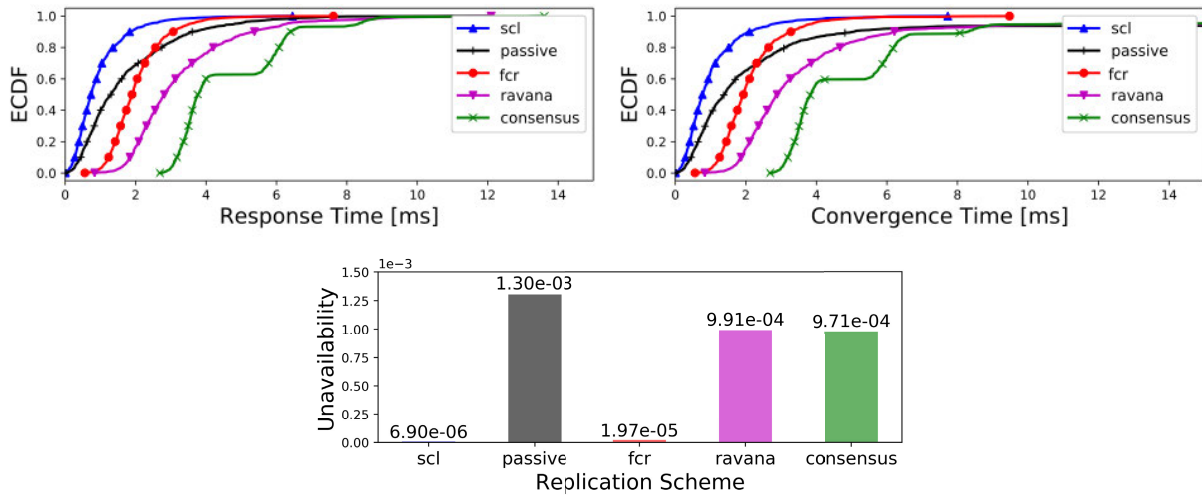 1.0
0.8
0.6
0.4
0.2
0.0
ECDF
0 2 4 6 8 10 12 14
Response Time [ms]
scl
passive
fcr
ravana
consensus
1.0
0.8
0.6
0.4
0.2
0.0
ECDF
0 2 4 6 8 10 12 14
Convergence Time [ms]
scl
passive
fcr
ravana
consensus
1e−3
1.50
1.25
1.00
0.75
0.50
0.25
0.00
Unavailability
6.90e-06
1.30e-03
1.97e-05
9.91e-04
9.71e-04
scl passive fcr ravana consensus
Replication Scheme